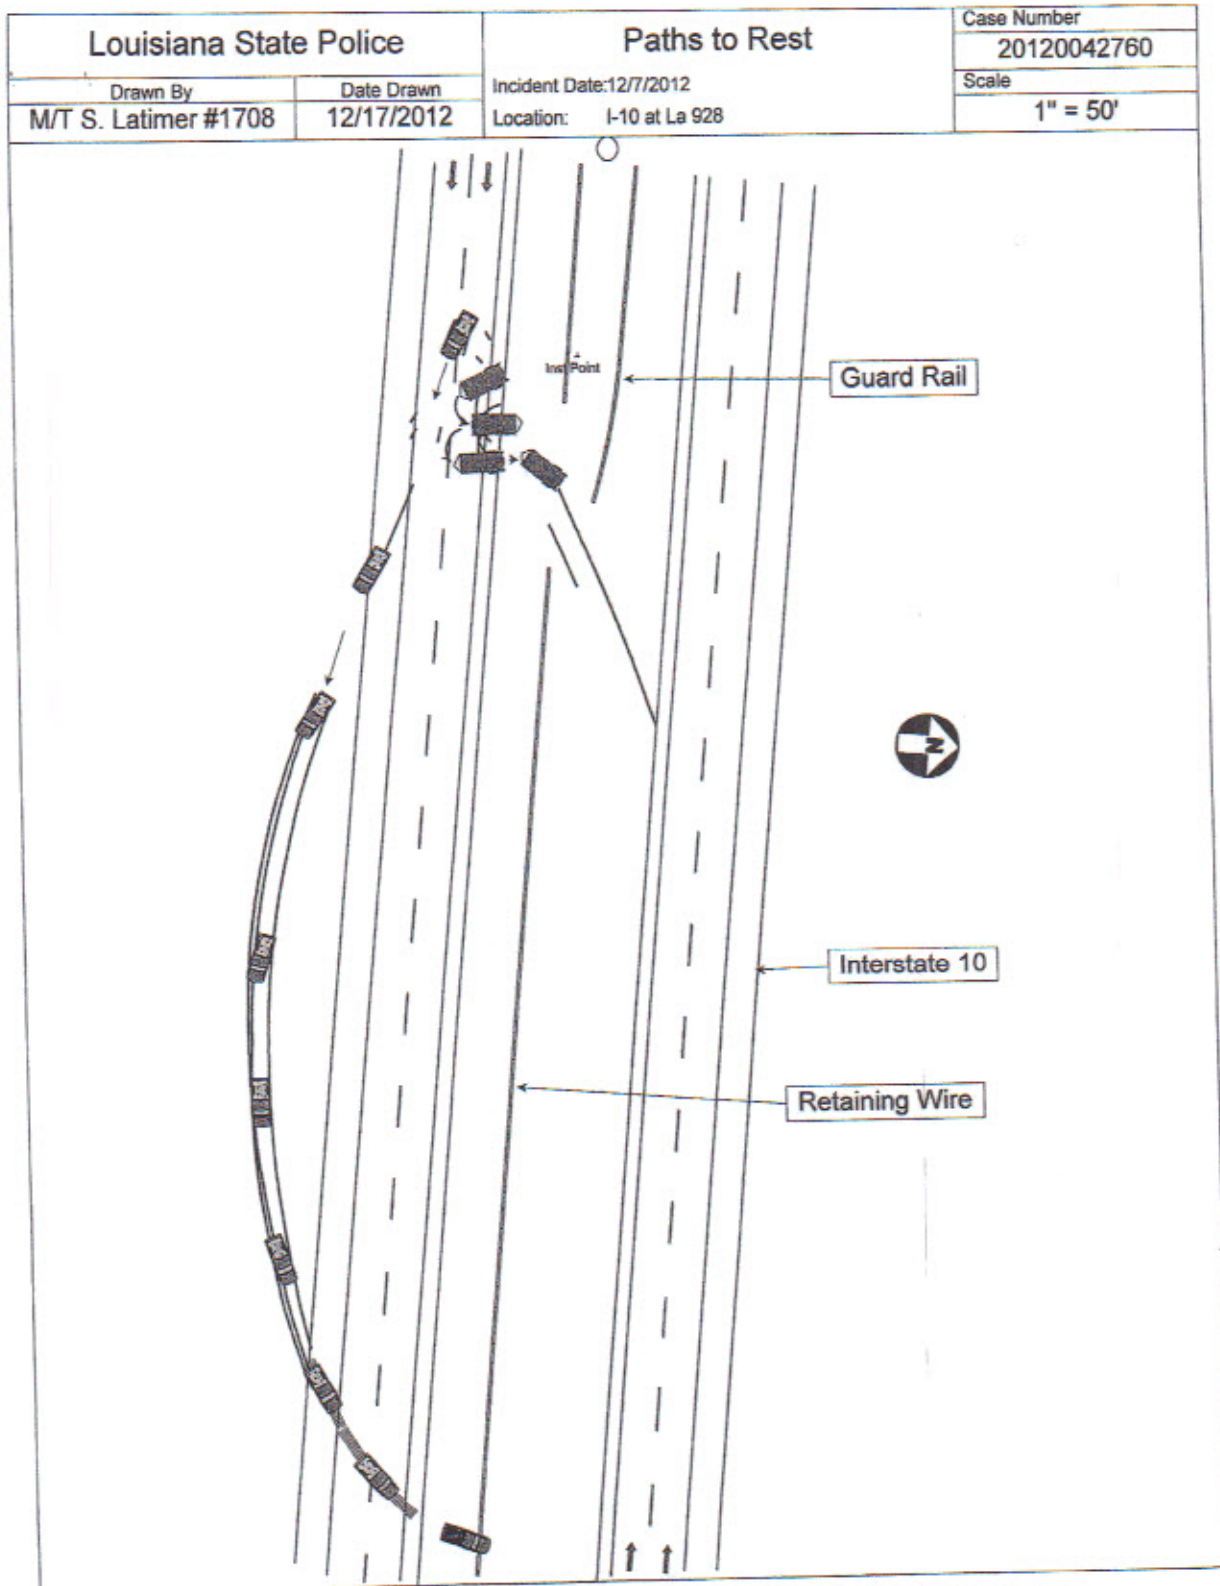 Louisiana State Police
Drawn By
M/T S. Latimer #1708
Date Drawn
12/17/2012
Paths to Rest
Incident Date:12/7/2012
Location: I-10 at La 928
Case Number
20120042760
Scale
1" = 50'
Inst Point
Guard Rail
N
Interstate 10
Retaining Wire